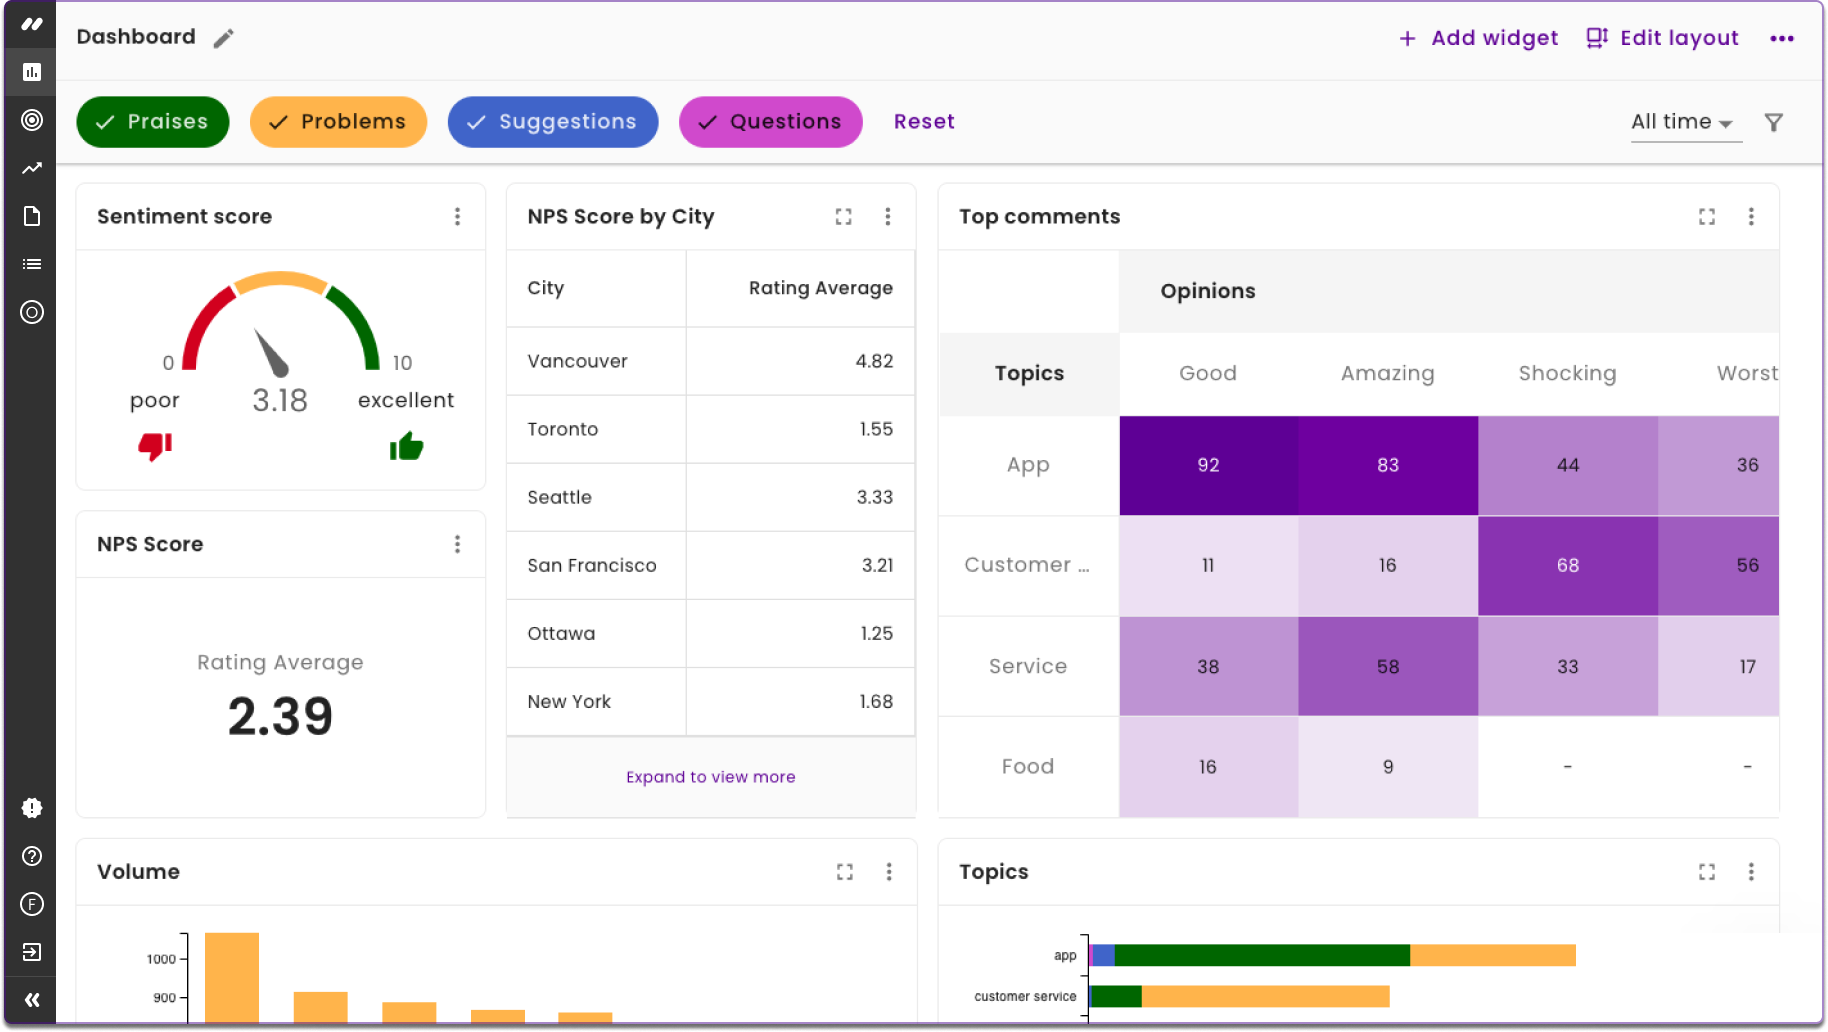 Dashboard
+ Add widget
Edit layout
Praises
Problems
Suggestions
Questions
Reset
All time
Sentiment score
0
10
poor
3.18
excellent
NPS Score
Rating Average
2.39
NPS Score by City
City Rating Average
Vancouver 4.82
Toronto 1.55
Seattle 3.33
San Francisco 3.21
Ottawa 1.25
New York 1.68
Expand to view more
Top comments
Opinions
Topics Good Amazing Shocking Worst
App 92 83 44 36
Customer ... 11 16 68 56
Service 38 58 33 17
Food 16 9 - -
Volume
1000
900
Topics
app
customer service
F